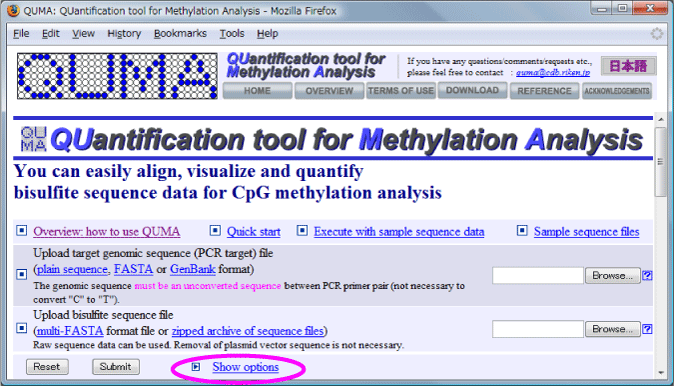 QUMA: QUantification tool for Methylation Analysis - Mozilla Firefox
File Edit View History Bookmarks Tools Help
QUMA
QUantification tool for
Methylation Analysis
If you have any questions/comments/requests etc.,
please feel free to contact : quma@cdb.riken.jp
日本語
HOME OVERVIEW TERMS OF USE DOWNLOAD REFERENCE ACKNOWLEDGEMENTS
QUMA QUantification tool for Methylation Analysis
You can easily align, visualize and quantify
bisulfite sequence data for CpG methylation analysis
Overview: how to use QUMA Quick start Execute with sample sequence data Sample sequence files
Upload target genomic sequence (PCR target) file
(plain sequence, FASTA or GenBank format)
Browse... ?
The genomic sequence must be an unconverted sequence between PCR primer pair (not necessary to
convert "C" to "T").
Upload bisulfite sequence file
(multi-FASTA format file or zipped archive of sequence files)
Browse... ?
Raw sequence data can be used. Removal of plasmid vector sequence is not necessary.
Reset Submit Show options